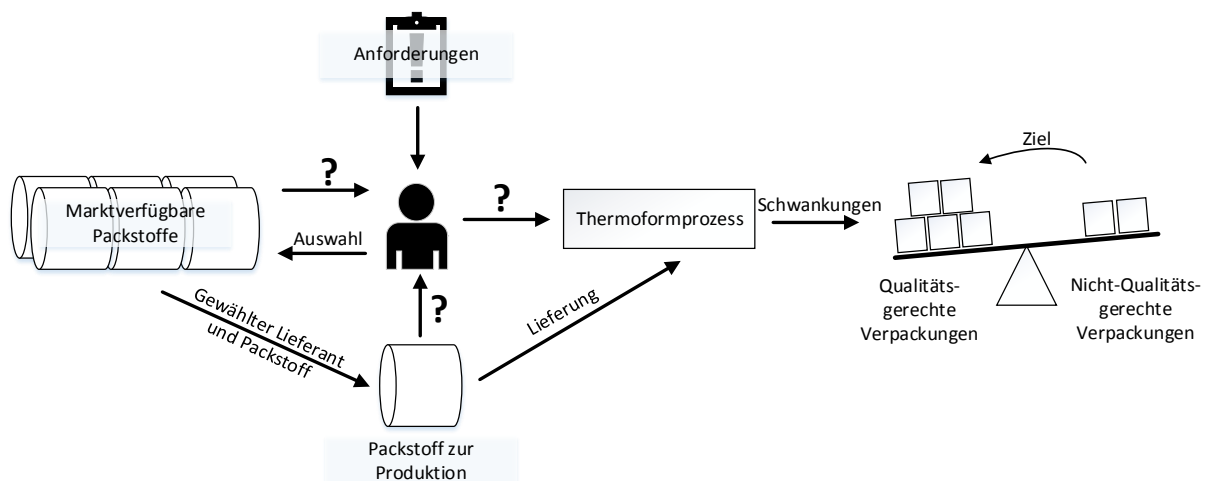 Anforderungen
Ziel
?
?
Marktverfügbare
Packstoffe
Auswahl
Thermoformprozess
Schwankungen
Gewählter Lieferant
und Packstoff
?
Lieferung
Qualitäts-
gerechte
Verpackungen
Nicht-Qualitäts-
gerechte
Verpackungen
Packstoff zur
Produktion